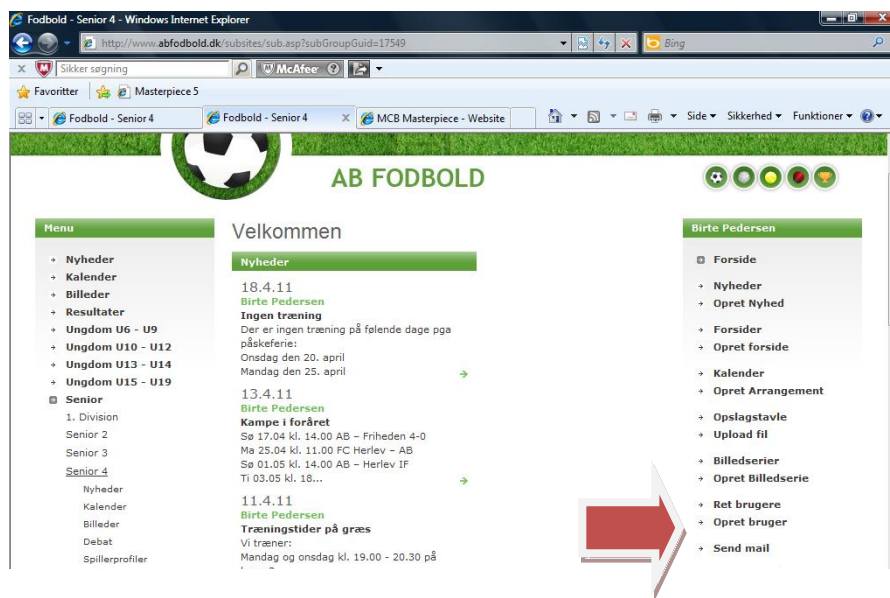 Fodbold - Senior 4 - Windows Internet Explorer
http://www.abfodbold.dk/subsites/sub.asp?subGroupGuid=17549
Bing
x Sikker søgning McAfee
Favoritter Masterpiece 5
Fodbold - Senior 4 Fodbold - Senior 4 X MCB Masterpiece - Website Side Sikkerhed Funktioner
AB FODBOLD
Menu
Nyheder
Kalender
Billeder
Resultater
Ungdom U6 - U9
Ungdom U10 - U12
Ungdom U13 - U14
Ungdom U15 - U19
Senior
1. Division
Senior 2
Senior 3
Senior 4
Nyheder
Kalender
Billeder
Debat
Spillerprofiler
Velkommen
Nyheder
18.4.11
Birte Pedersen
Ingen træning
Der er ingen træning på følende dage pga
påskeferie:
Onsdag den 20. april
Mandag den 25. april
13.4.11
Birte Pedersen
Kampe i foråret
Sø 17.04 kl. 14.00 AB – Friheden 4-0
Ma 25.04 kl. 11.00 FC Herlev – AB
Sø 01.05 kl. 14.00 AB – Herlev IF
Ti 03.05 kl. 18...
11.4.11
Birte Pedersen
Træningstider på græs
Vi træner:
Mandag og onsdag kl. 19.00 - 20.30 på
Birte Pedersen
Forside
Nyheder
Opret Nyhed
Forsider
Opret forside
Kalender
Opret Arrangement
Opslagstavle
Upload fil
Billedserier
Opret Billedserie
Ret brugere
Opret bruger
Send mail